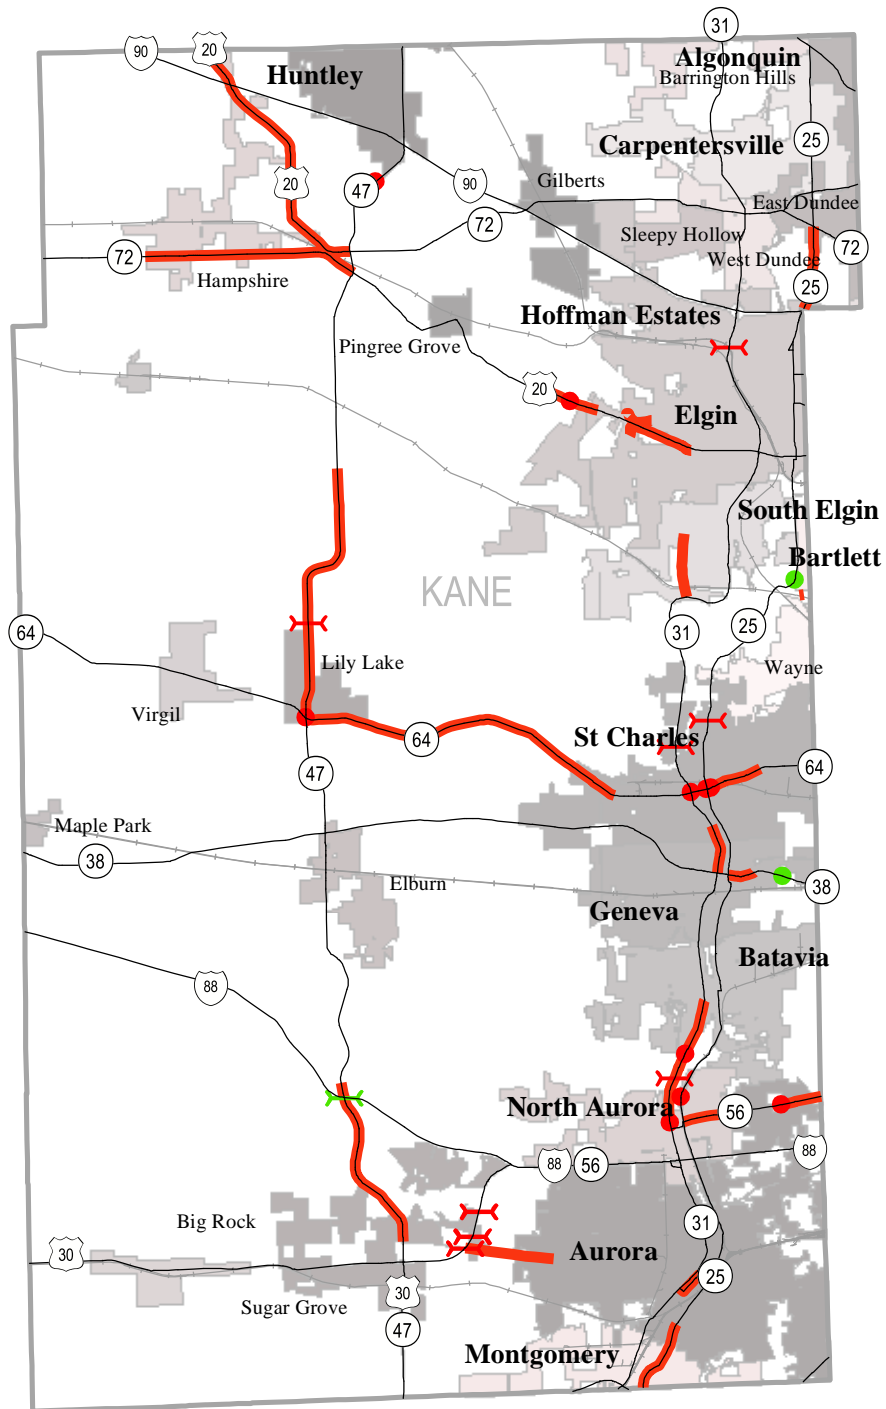 31
90
20
Algonquin
Huntley
Barrington Hills
25
Carpentersville
20
47
90
Gilberts
East Dundee
72
Sleepy Hollow
72
72
West Dundee
Hampshire
25
Hoffman Estates
Pingree Grove
20
Elgin
South Elgin
Bartlett
KANE
64
31
25
Lily Lake
Wayne
Virgil
64
St Charles
47
64
Maple Park
38
Elburn
38
Geneva
Batavia
88
North Aurora
56
88
56
88
Big Rock
31
30
Aurora
25
Sugar Grove
30
47
Montgomery